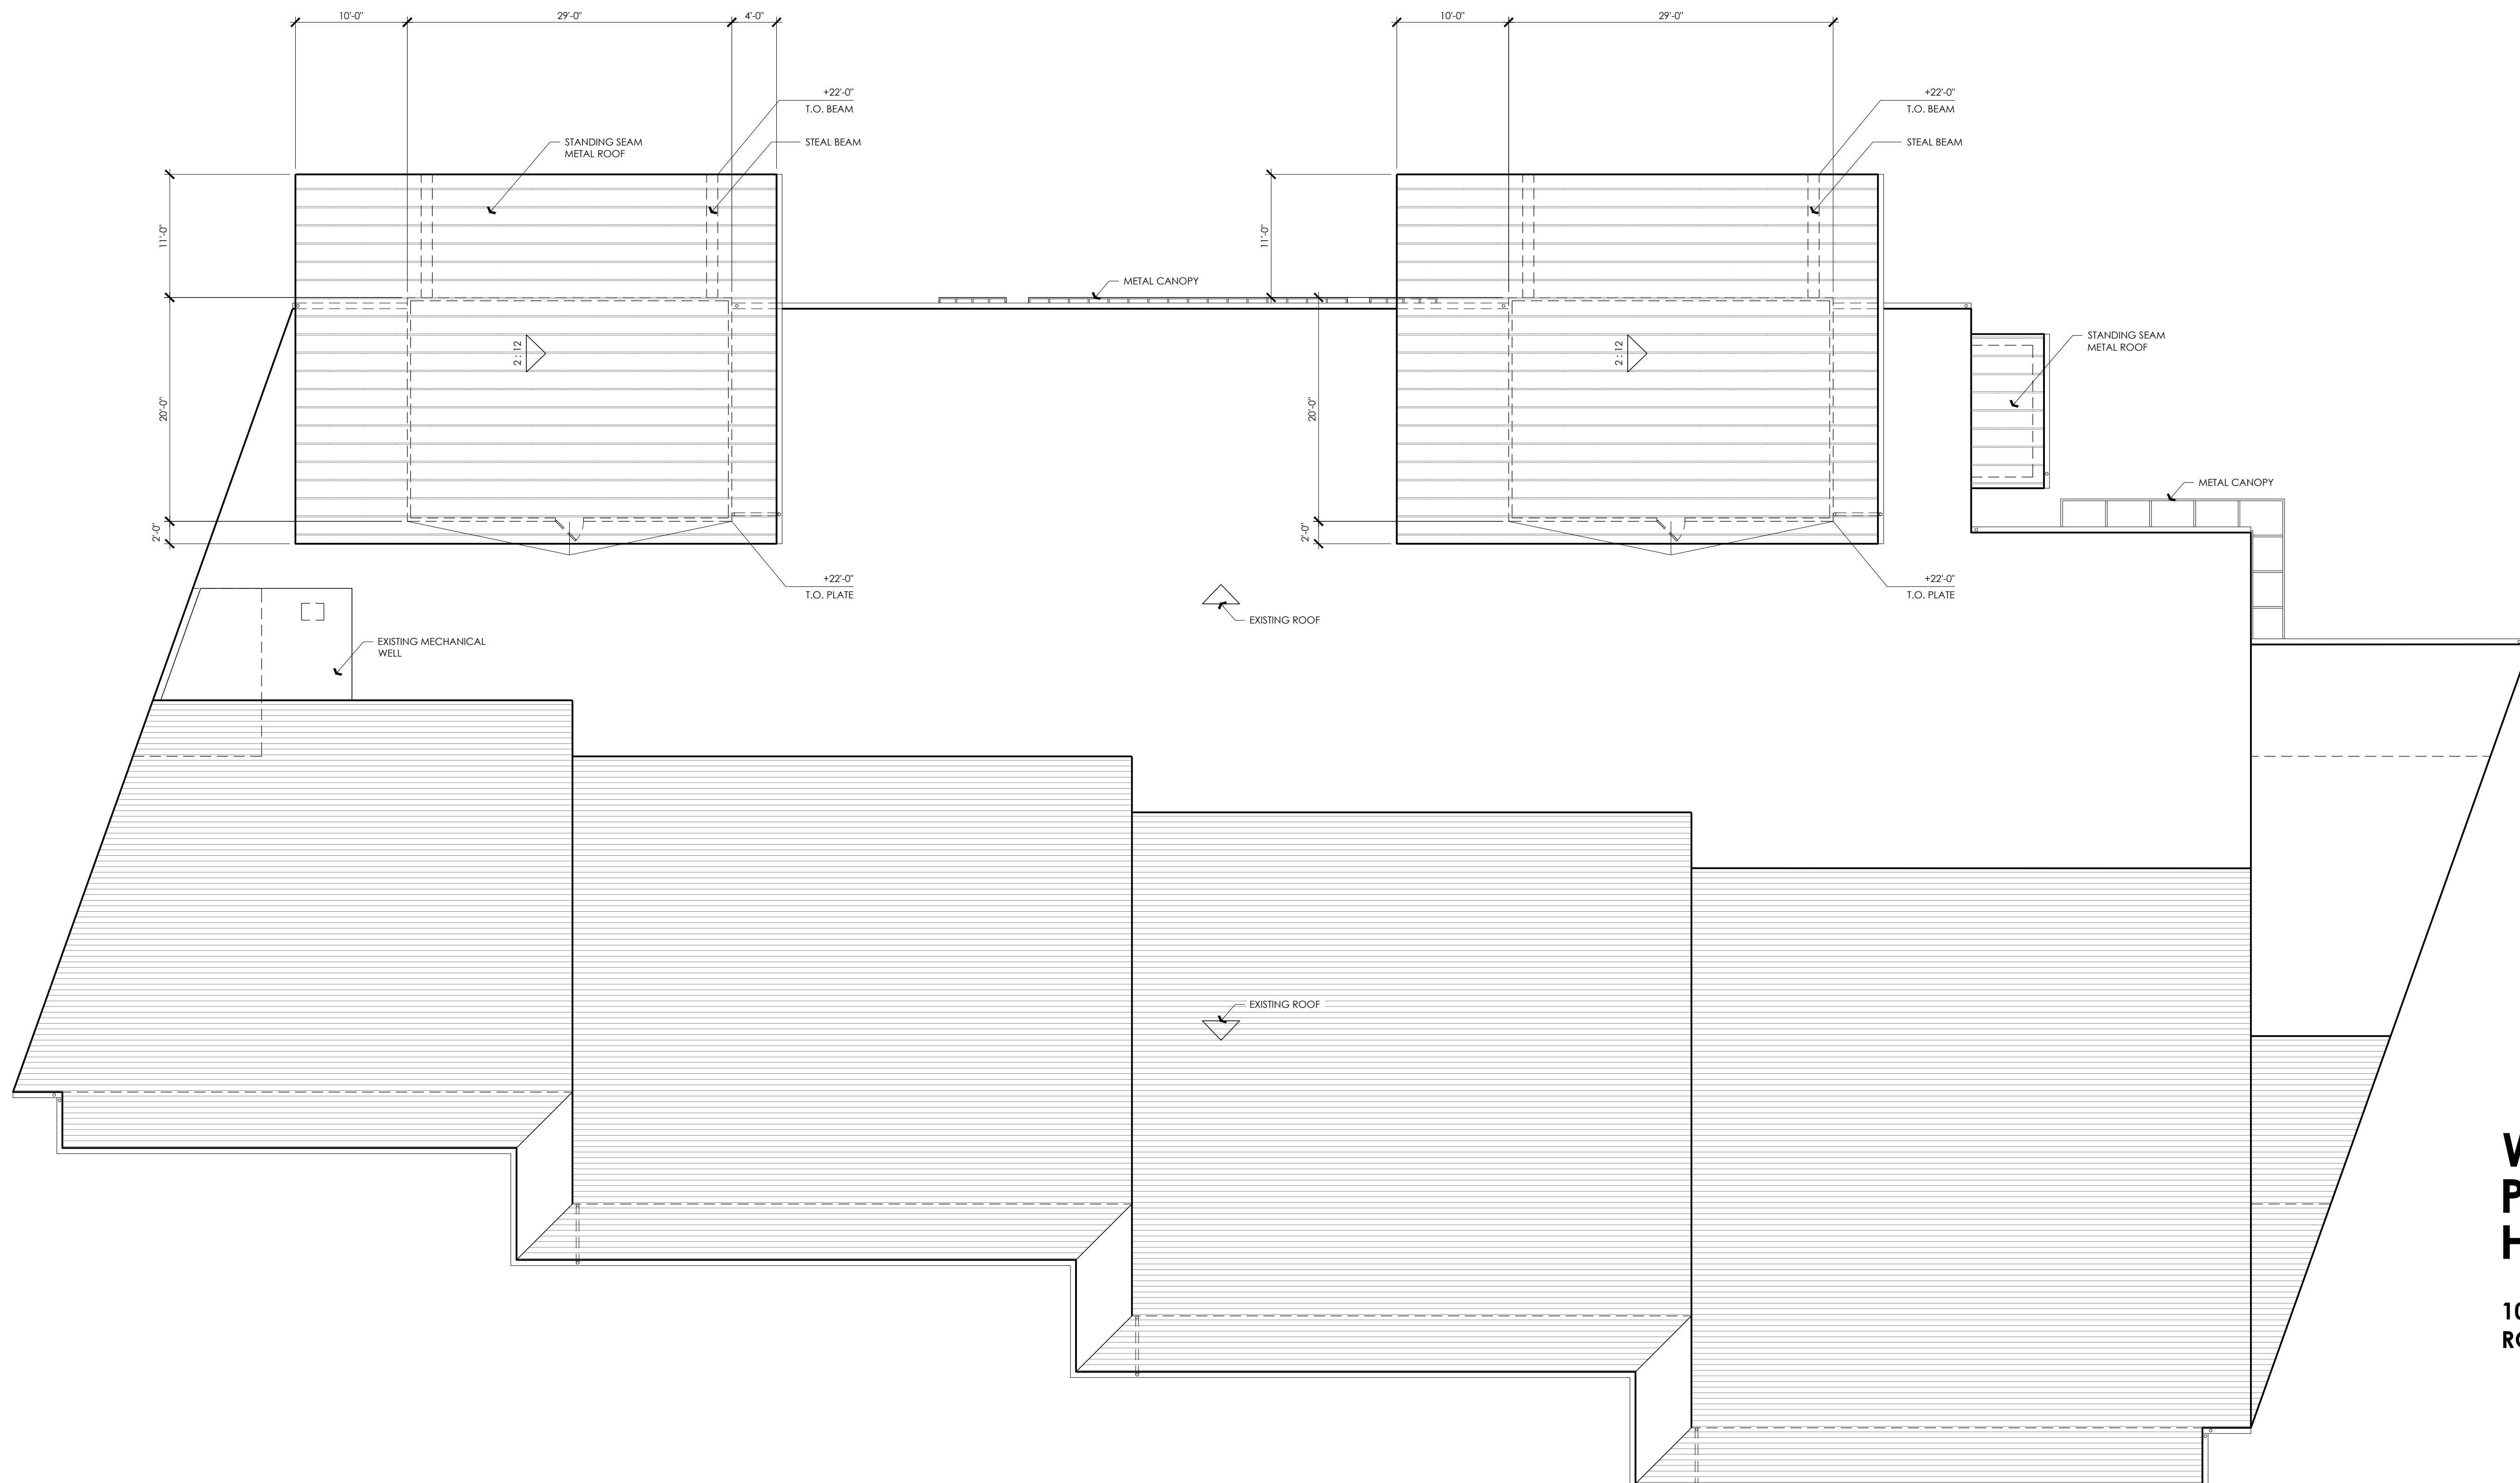 10'-0"
29'-0"
4'-0"
10'-0"
29'-0"
+22'-0"
T.O. BEAM
STEAL BEAM
STANDING SEAM
METAL ROOF
+22'-0"
T.O. BEAM
STEAL BEAM
11'-0"
11'-0"
METAL CANOPY
2 : 12
2 : 12
STANDING SEAM
METAL ROOF
20'-0"
20'-0"
METAL CANOPY
2'-0"
2'-0"
+22'-0"
T.O. PLATE
+22'-0"
T.O. PLATE
EXISTING ROOF
EXISTING MECHANICAL
WELL
EXISTING ROOF